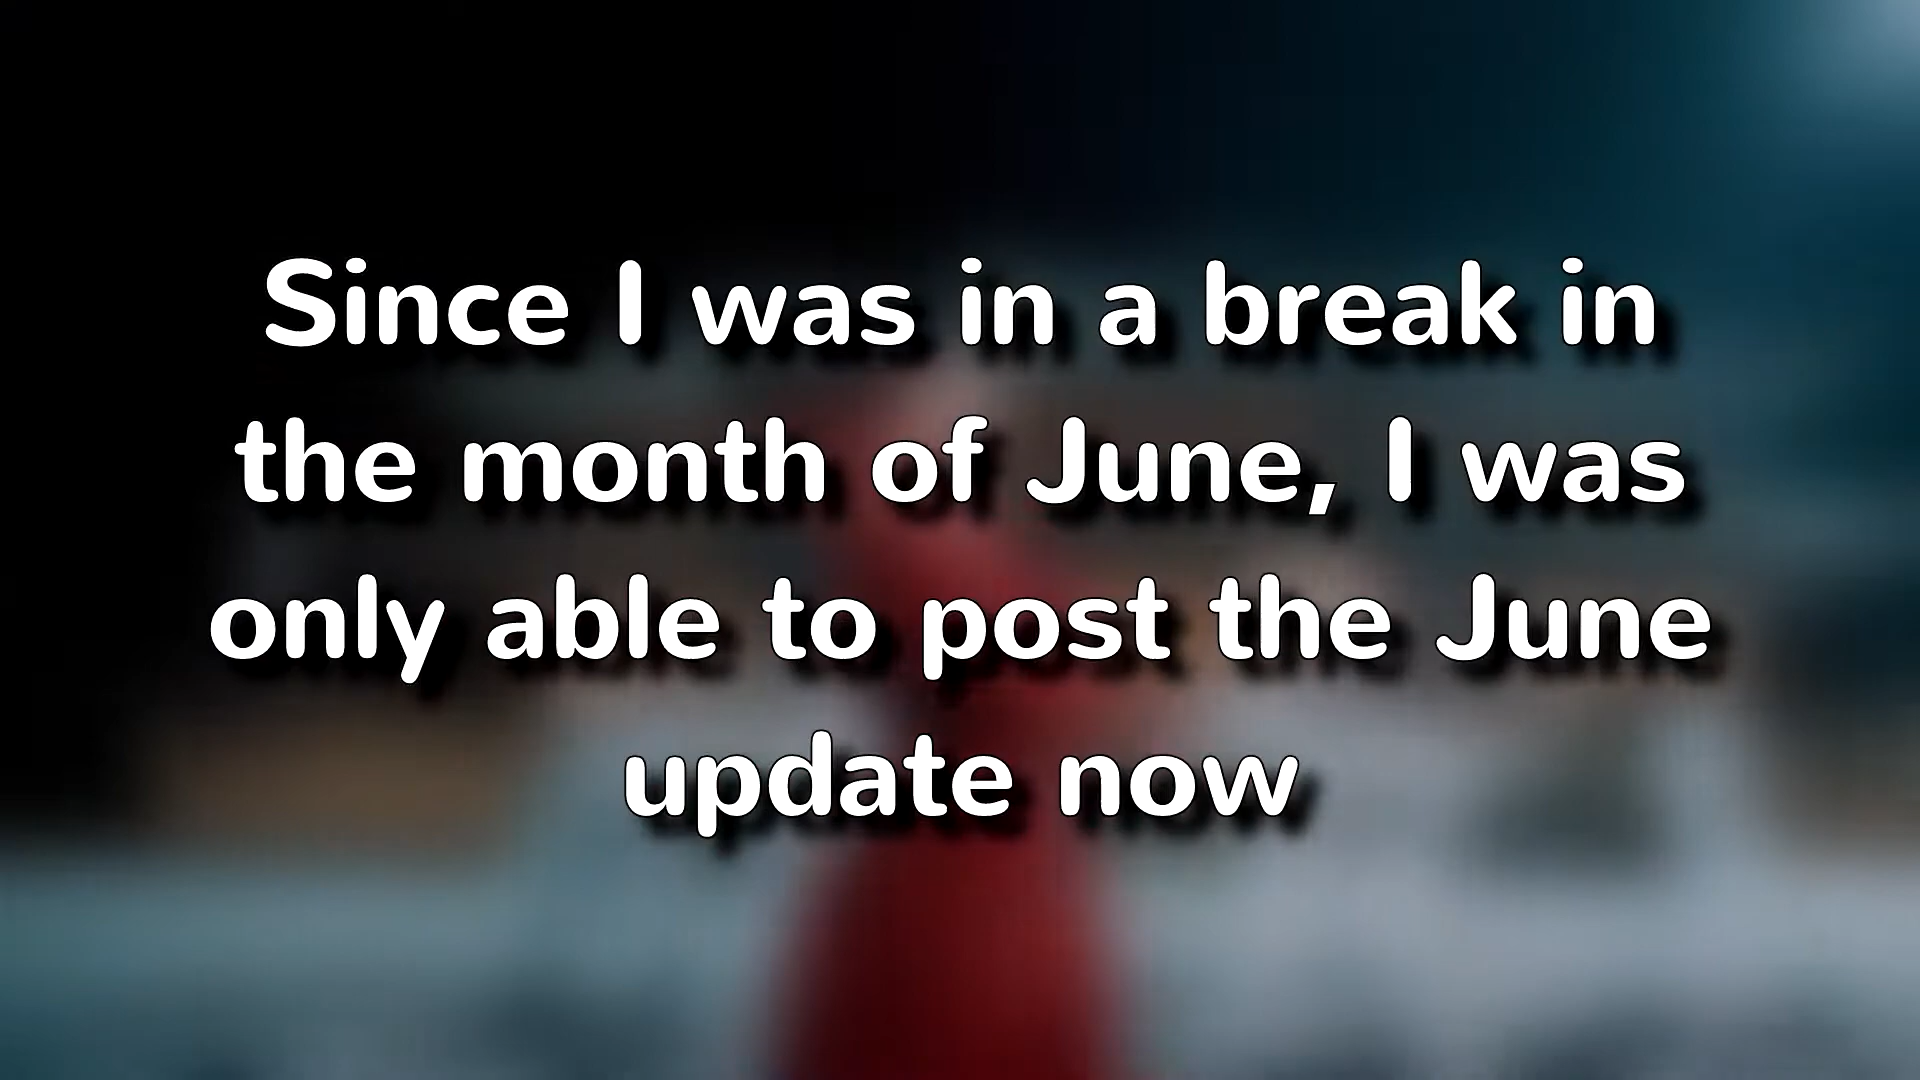 Since I was in a break in
the month of June, I was
only able to post the June
update now